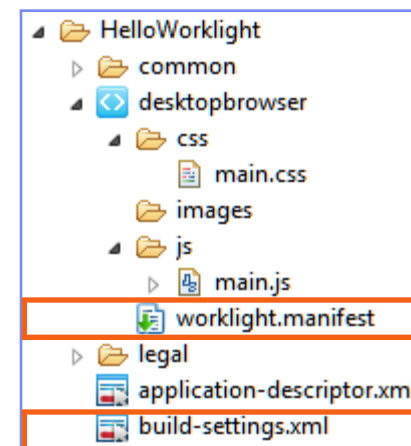 HelloWorklight
common
desktopbrowser
css
main.css
images
js
main.js
worklight.manifest
legal
application-descriptor.xm
build-settings.xml